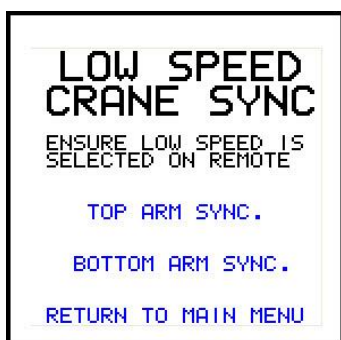 LOW SPEED
CRANE SYNC
ENSURE LOW SPEED IS
SELECTED ON REMOTE
TOP ARM SYNC.
BOTTOM ARM SYNC.
RETURN TO MAIN MENU